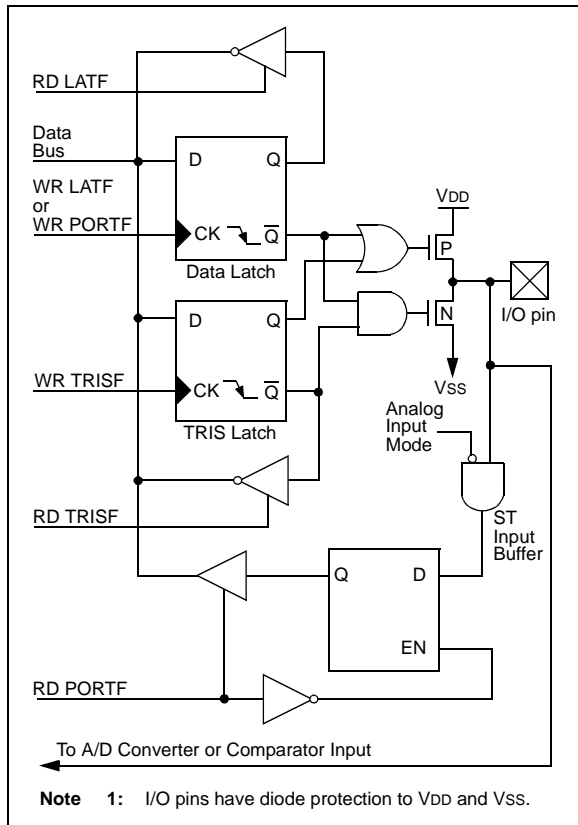 RD LATF
Data
Bus
D Q
WR LATF
or
WR PORTF
CK Q
Data Latch
VDD
P
N
I/O pin
D Q
WR TRISF
CK Q
TRIS Latch
VSS
Analog
Input
Mode
RD TRISF
ST
Input
Buffer
Q D
EN
RD PORTF
To A/D Converter or Comparator Input
Note 1: I/O pins have diode protection to VDD and VSS.